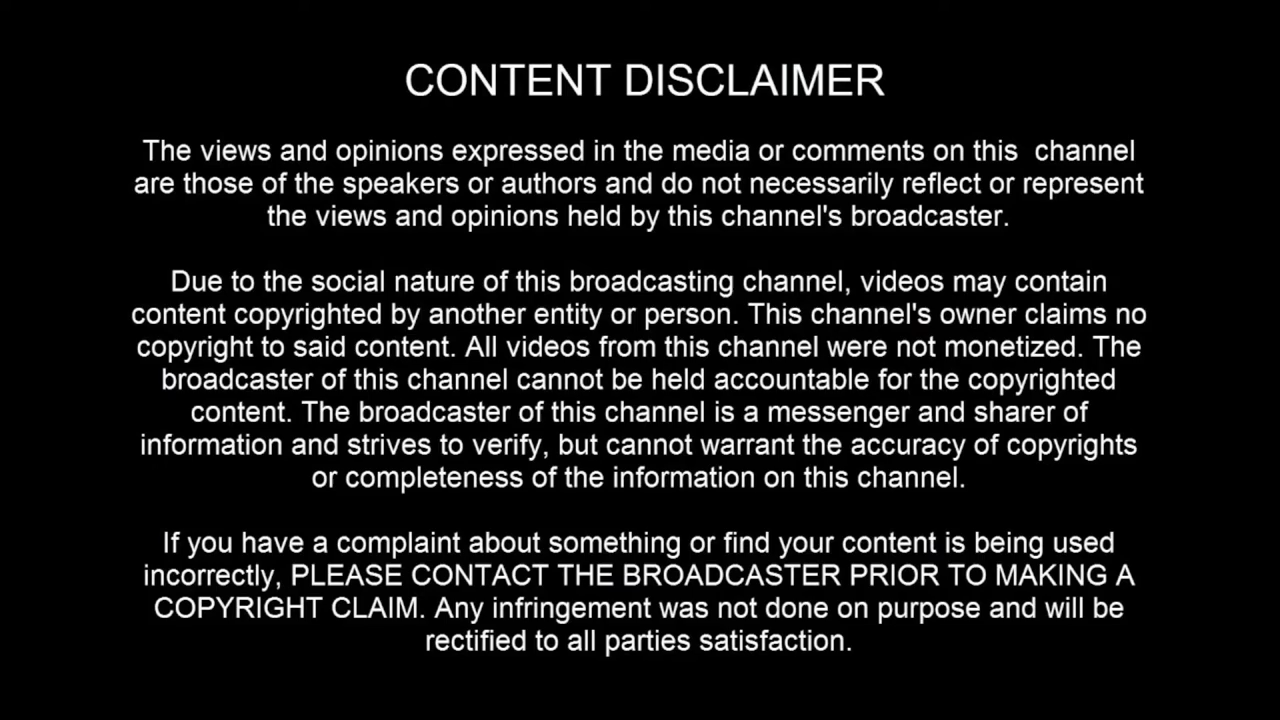 CONTENT DISCLAIMER
The views and opinions expressed in the media or comments on this  channel
are those of the speakers or authors and do not necessarily reflect or represent
the views and opinions held by this channel's broadcaster.
Due to the social nature of this broadcasting channel, videos may contain
content copyrighted by another entity or person. This channel's owner claims no
copyright to said content. All videos from this channel were not monetized. The
broadcaster of this channel cannot be held accountable for the copyrighted
content. The broadcaster of this channel is a messenger and sharer of
information and strives to verify, but cannot warrant the accuracy of copyrights
or completeness of the information on this channel.
If you have a complaint about something or find your content is being used
incorrectly, PLEASE CONTACT THE BROADCASTER PRIOR TO MAKING A
COPYRIGHT CLAIM. Any infringement was not done on purpose and will be
rectified to all parties satisfaction.